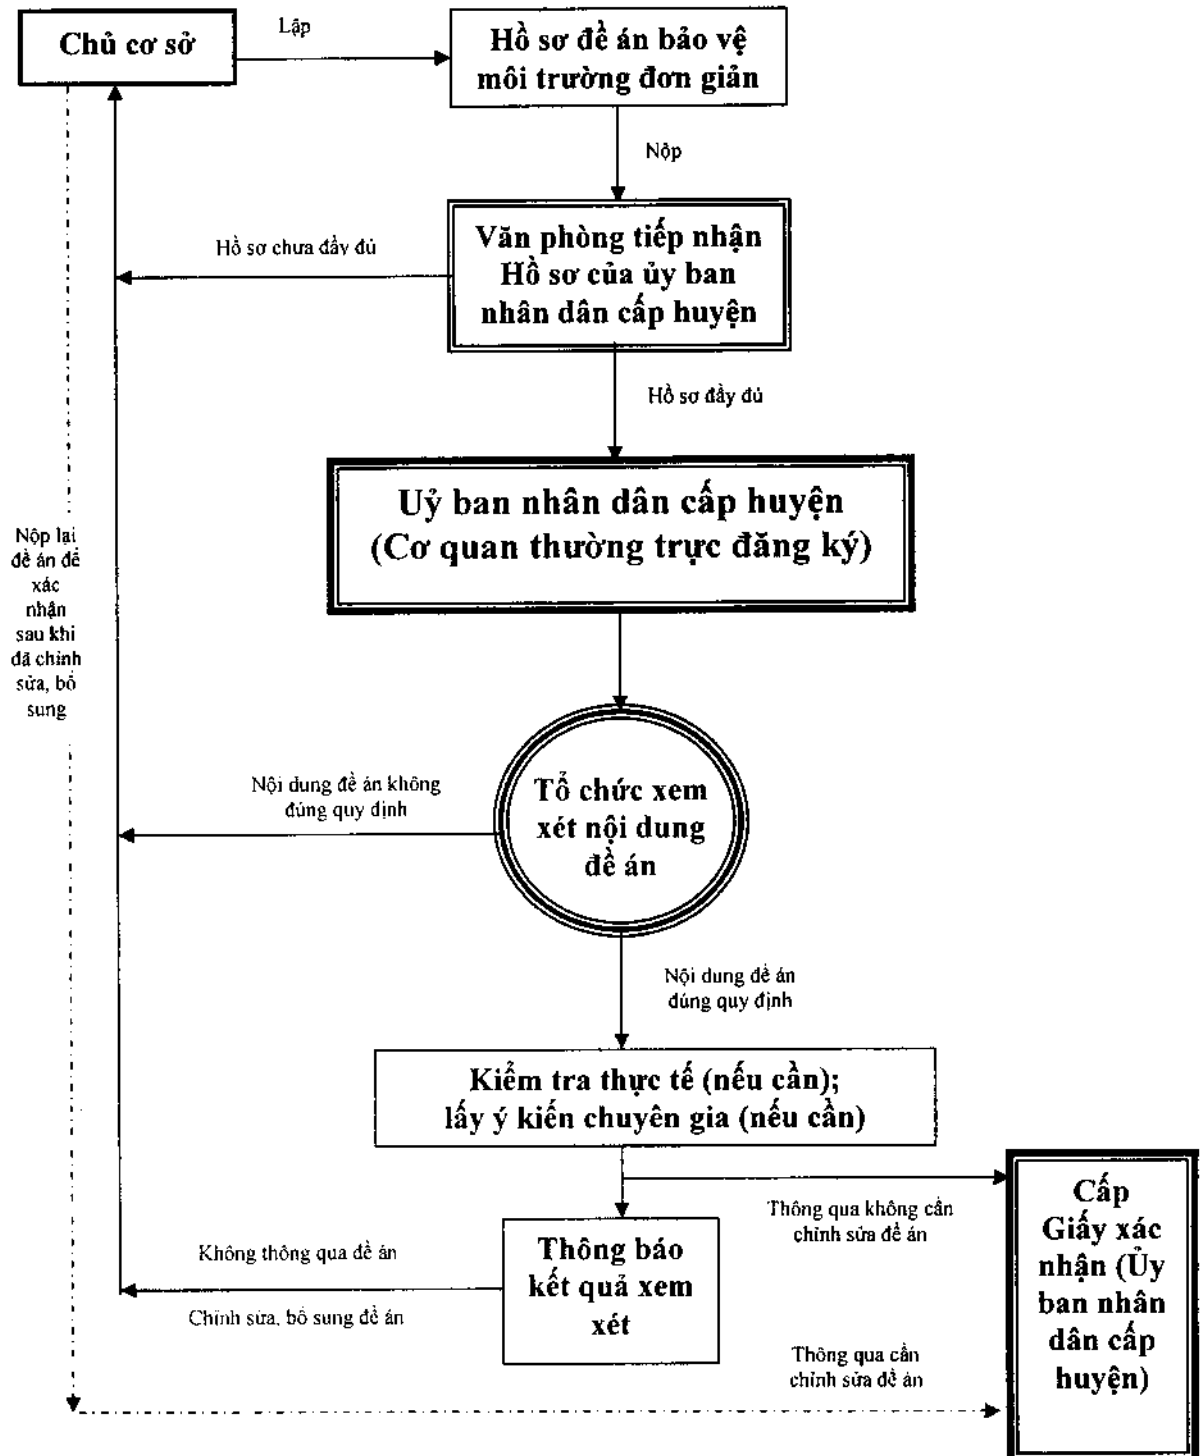 Chủ cơ sở
Lập
Hồ sơ đề án bảo vệ
môi trường đơn giản
Nộp
Văn phòng tiếp nhận
Hồ sơ của ủy ban
nhân dân cấp huyện
Hồ sơ chưa đầy đủ
Hồ sơ đầy đủ
Uỷ ban nhân dân cấp huyện
(Cơ quan thường trực đăng ký)
Nộp lại
đề án để
xác
nhận
sau khi
đã chỉnh
sửa, bổ
sung
Tổ chức xem
xét nội dung
đề án
Nội dung đề án không
đúng quy định
Nội dung đề án
đúng quy định
Kiểm tra thực tế (nếu cần);
lấy ý kiến chuyên gia (nếu cần)
Thông qua không cần
chỉnh sửa đề án
Cấp
Giấy xác
nhận (Ủy
ban nhân
dân cấp
huyện)
Thông báo
kết quả xem
xét
Không thông qua đề án
Chỉnh sửa, bổ sung đề án
Thông qua cần
chỉnh sửa đề án